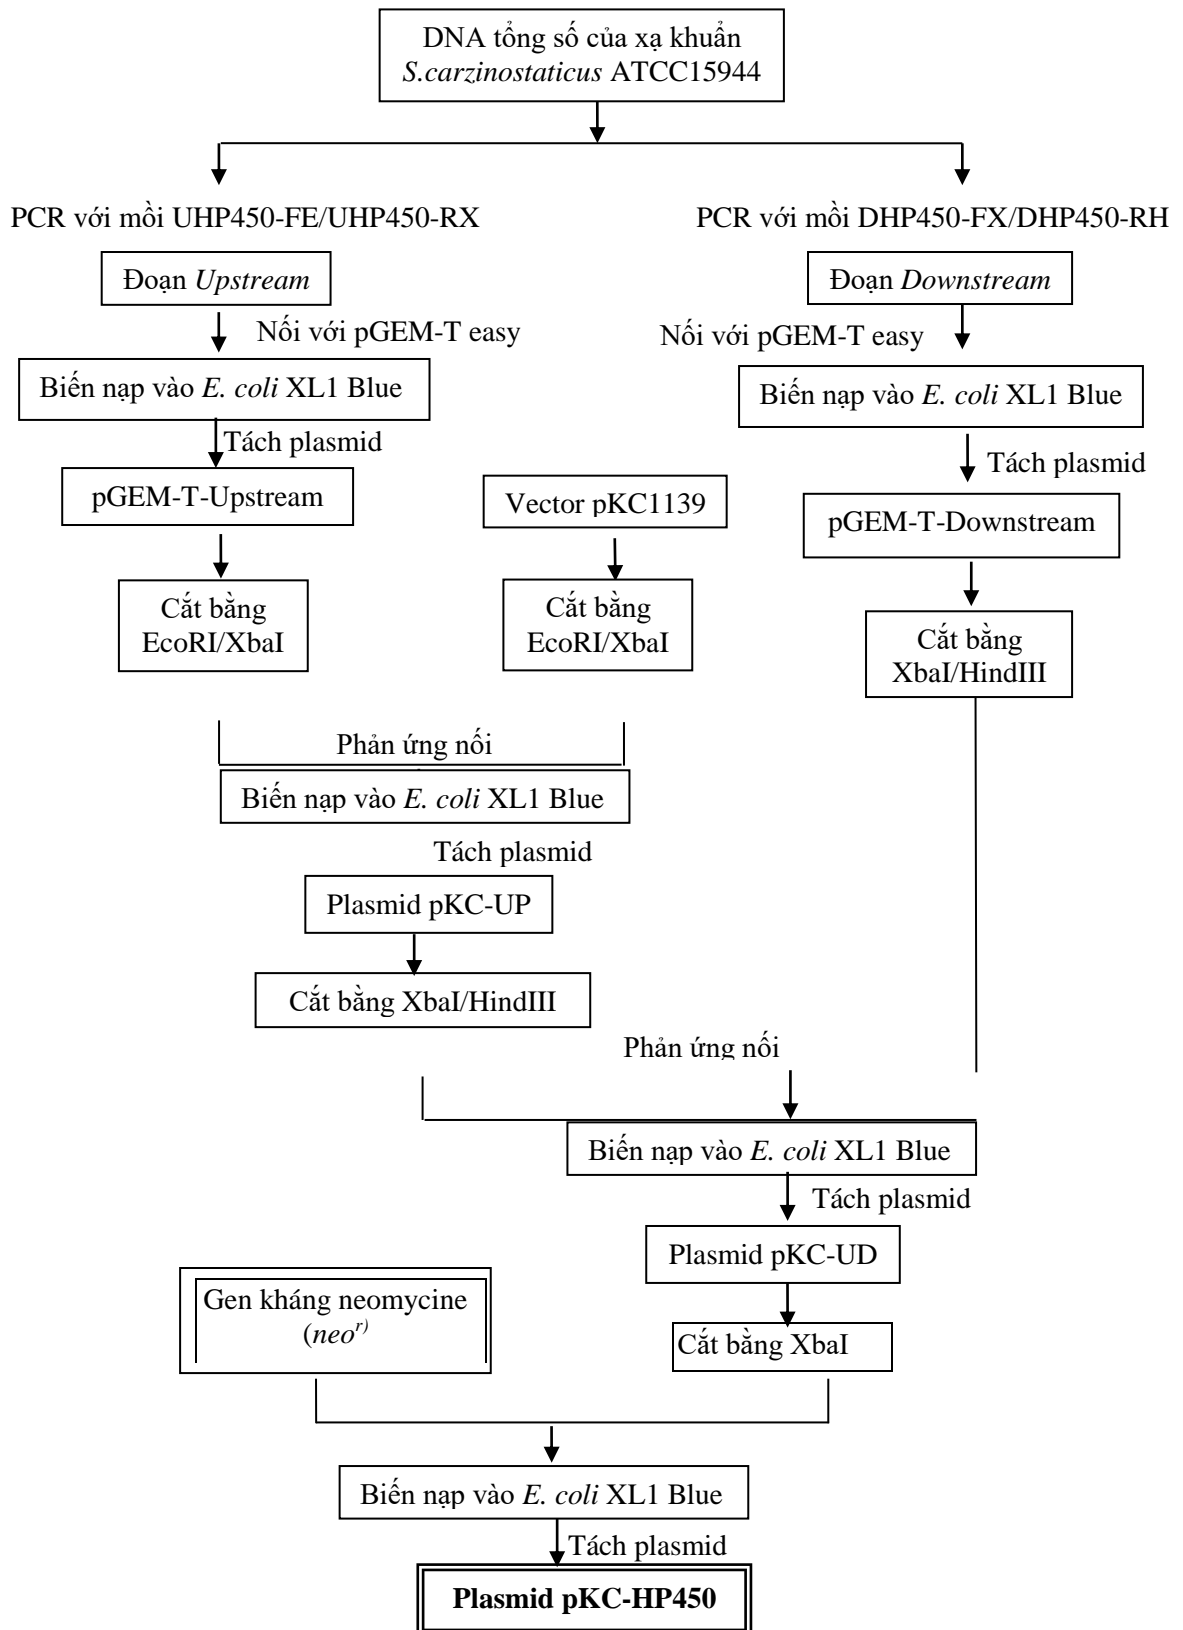 DNA tổng số của xạ khuẩn
S.carzinostaticus ATCC15944
PCR với mồi UHP450-FE/UHP450-RX
PCR với mồi DHP450-FX/DHP450-RH
Đoạn Upstream
Đoạn Downstream
Nối với pGEM-T easy
Nối với pGEM-T easy
Biến nạp vào E. coli XL1 Blue
Biến nạp vào E. coli XL1 Blue
Tách plasmid
Tách plasmid
pGEM-T-Upstream
Vector pKC1139
pGEM-T-Downstream
Cắt bằng
EcoRI/XbaI
Cắt bằng
EcoRI/XbaI
Cắt bằng
XbaI/HindIII
Phản ứng nối
Biến nạp vào E. coli XL1 Blue
Tách plasmid
Plasmid pKC-UP
Cắt bằng XbaI/HindIII
Phản ứng nối
Biến nạp vào E. coli XL1 Blue
Tách plasmid
Plasmid pKC-UD
Gen kháng neomycine
(neo^r)
Cắt bằng XbaI
Biến nạp vào E. coli XL1 Blue
Tách plasmid
Plasmid pKC-HP450